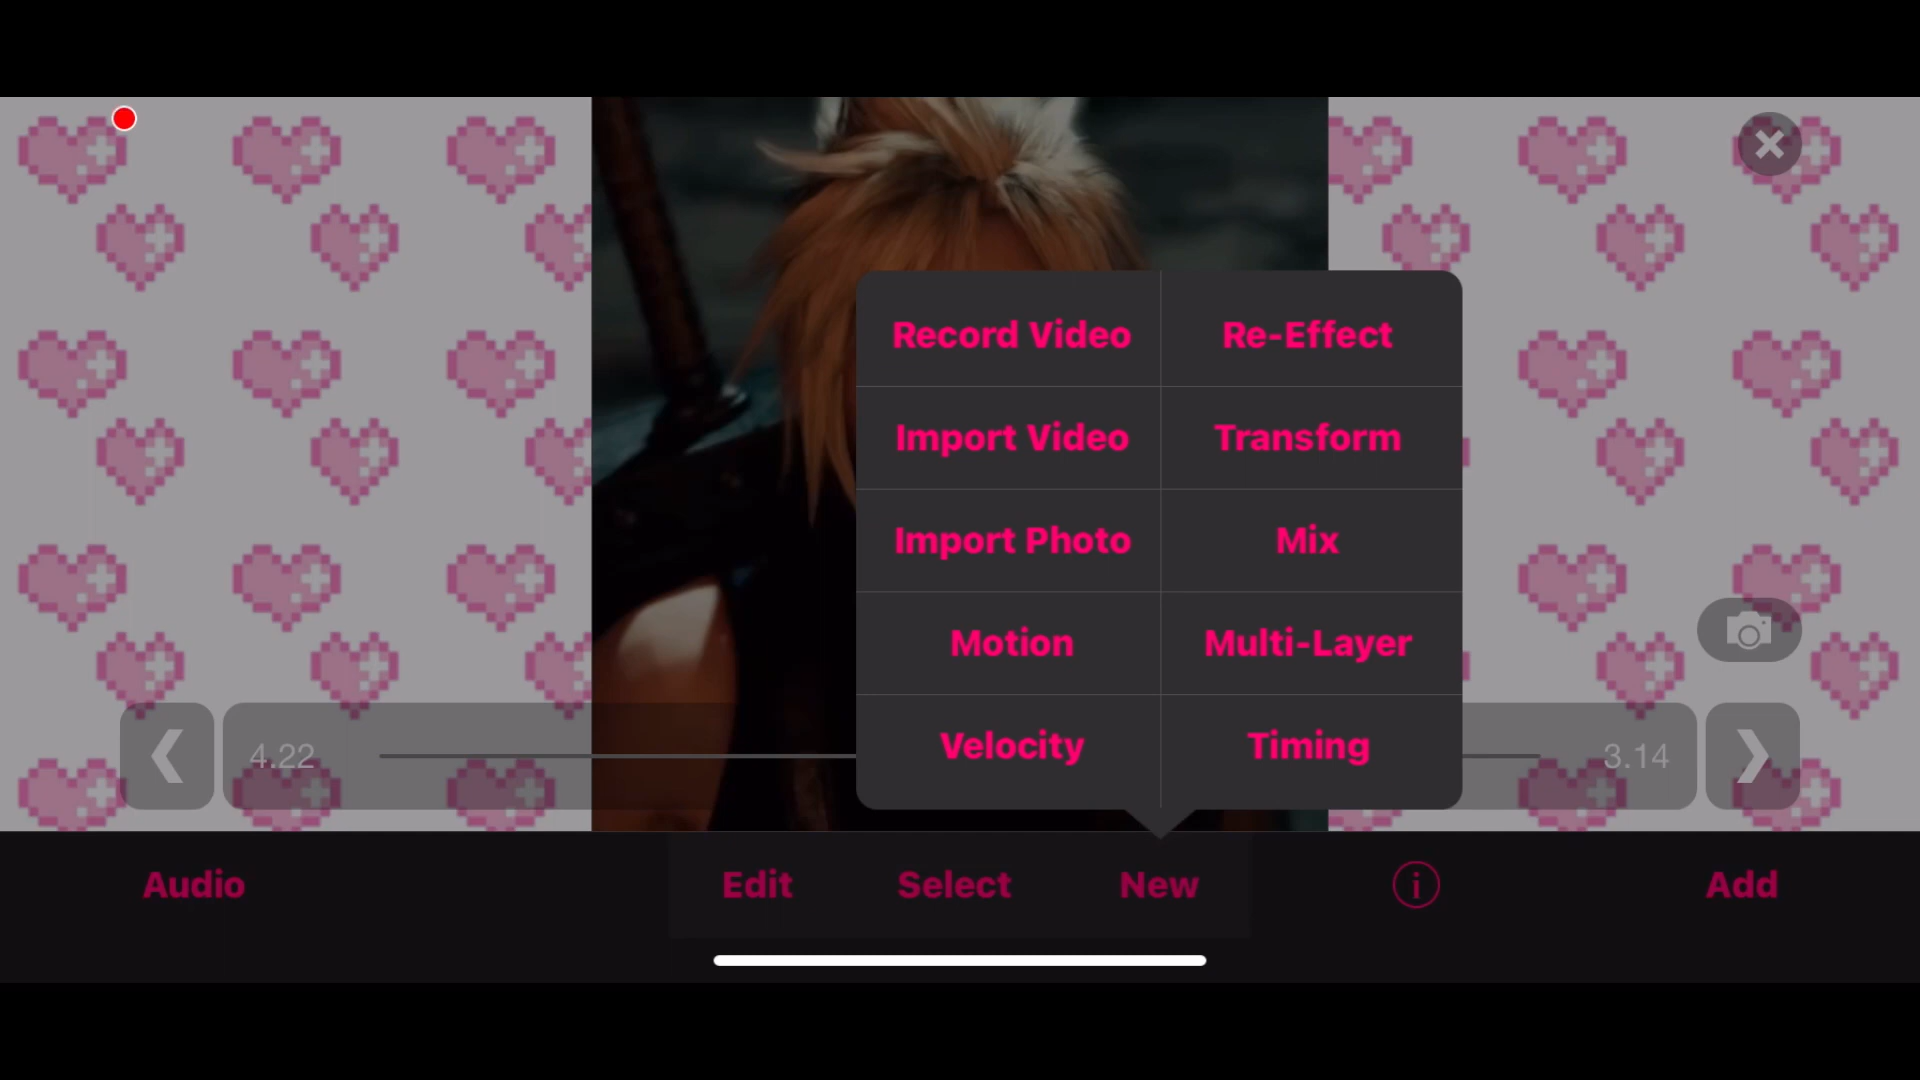 Record Video Re-Effect
Import Video Transform
Import Photo Mix
Motion Multi-Layer
Velocity Timing
4.22 3.14
Audio Edit Select New i Add